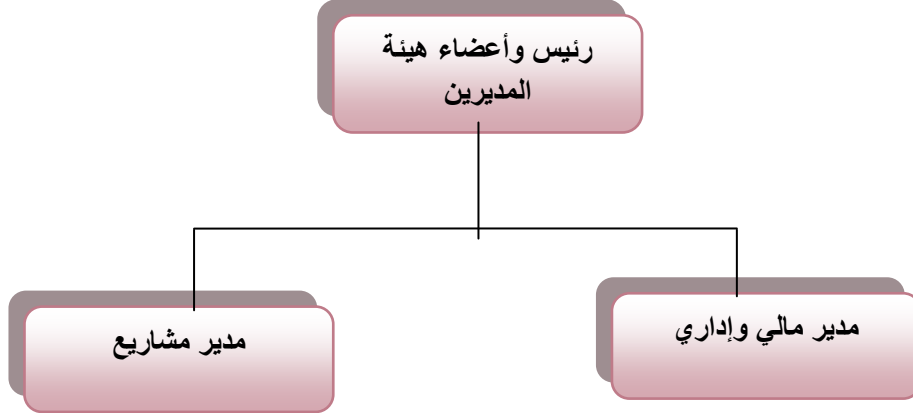 رئيس وأعضاء هيئة
المديرين
مدير مالي وإداري
مدير مشاريع